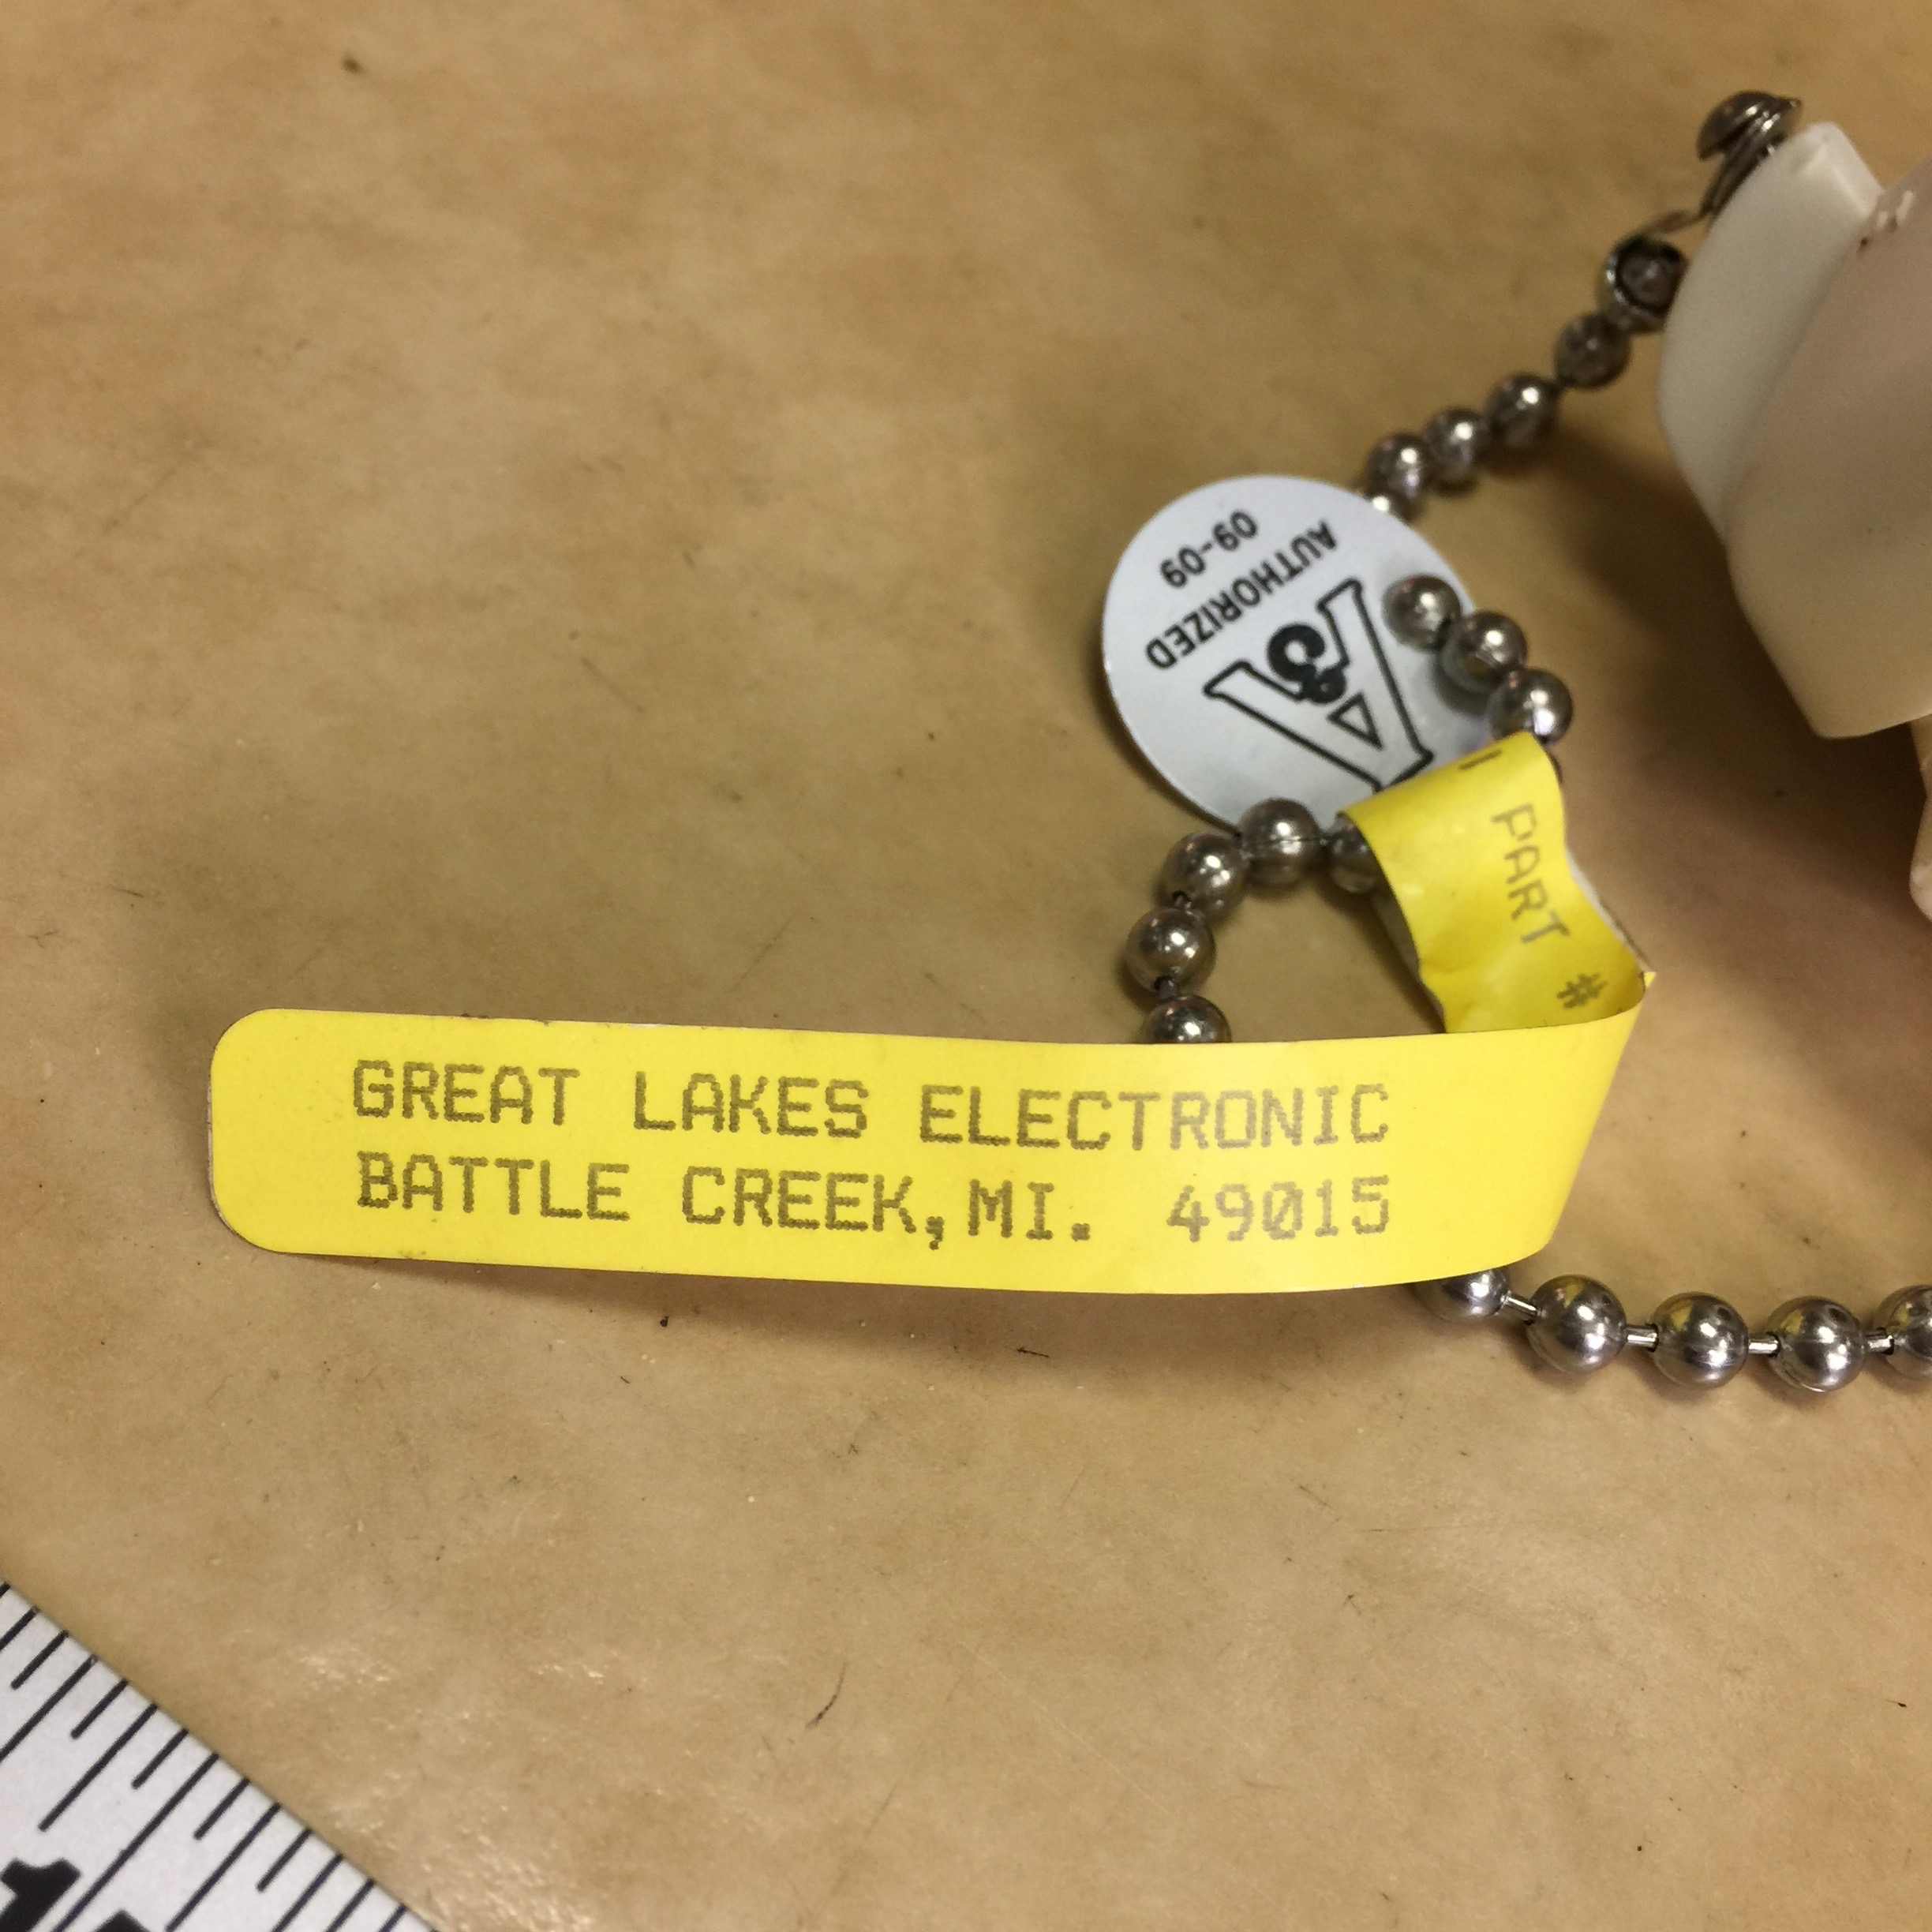 09-09
AUTHORIZED
&
A
PART #
GREAT LAKES ELECTRONIC
BATTLE CREEK,MI. 49015